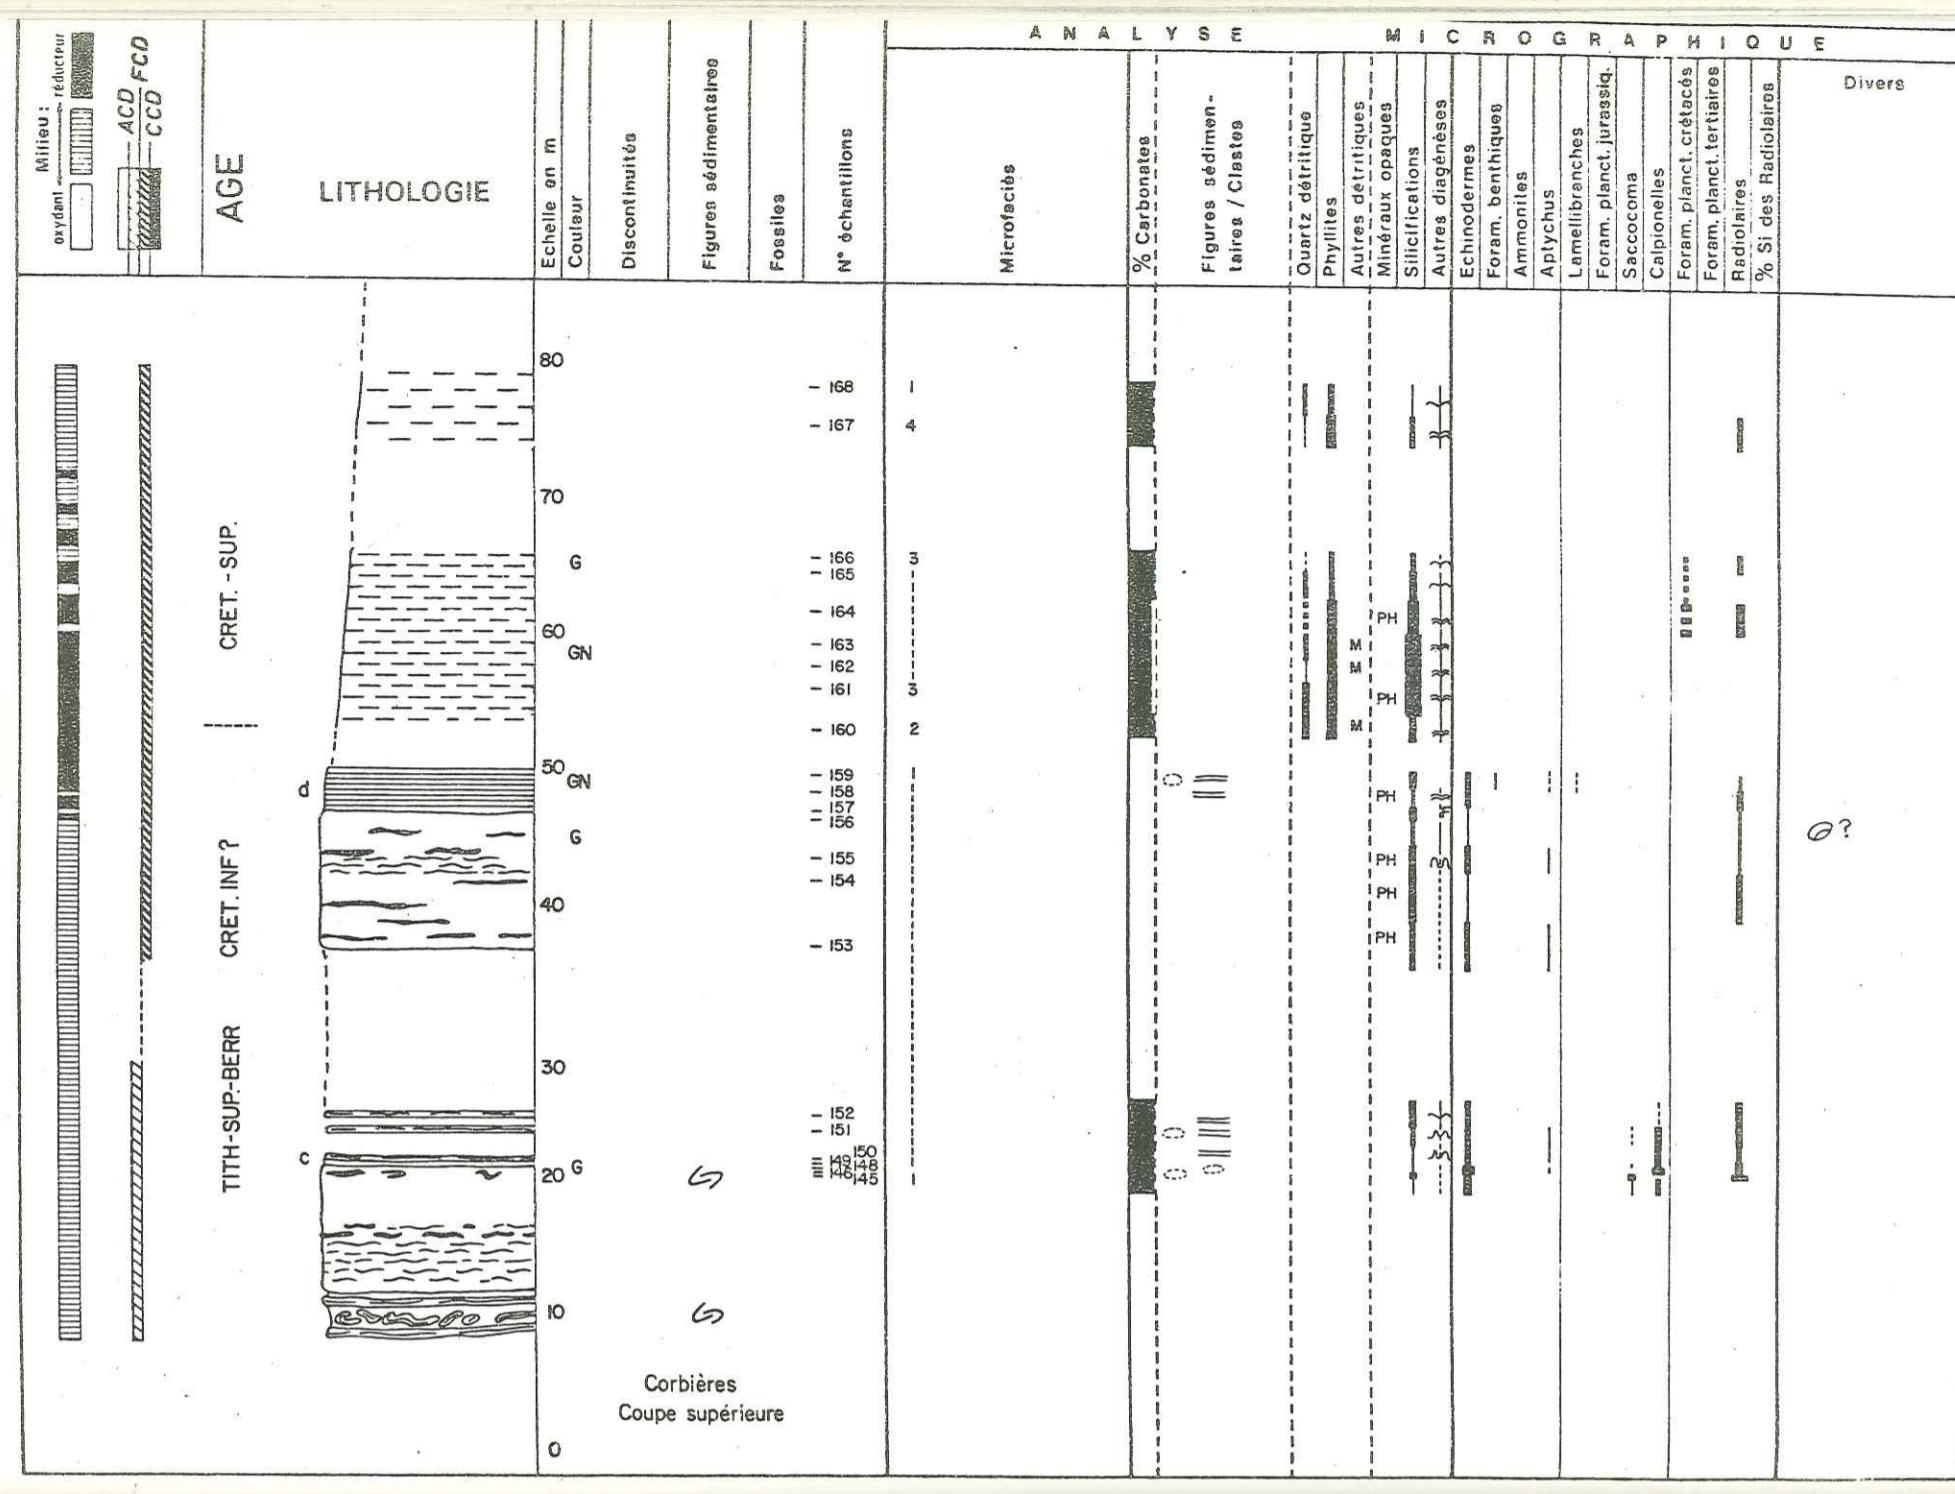 ANALYSE MICROGRAPHIQUE
Milieu :
oxydant réducteur
ACD FCD
CCD
AGE
LITHOLOGIE
Echelle en m
Couleur
Discontinuités
Figures sédimentaires
Fossiles
N° échantillons
Microfaciès
% Carbonates
Figures sédimen-
taires / Clastes
Quartz détritique
Phyllites
Autres détritiques
Minéraux opaques
Silicifications
Autres diagénèses
Echinodermes
Foram. benthiques
Ammonites
Aptychus
Lamellibranches
Foram. planct. jurassiq.
Saccocoma
Calpionelles
Foram. planct. crétacés
Foram. planct. tertiaires
Radiolaires
% Si des Radiolaires
Divers
80
– 168 1
– 167 4
70
CRET. - SUP.
G – 166 3
– 165
– 164 PH
60
GN – 163 M
– 162 M
– 161 3 PH
– 160 2 M
50
d GN – 159
– 158 PH
– 157
– 156
G ?
CRET. INF ?
– 155 PH
– 154 PH
40
– 153 PH
30
TITH-SUP.-BERR
– 152
– 151
c 150
149 148
20 G 146 145
10
Corbières
Coupe supérieure
0